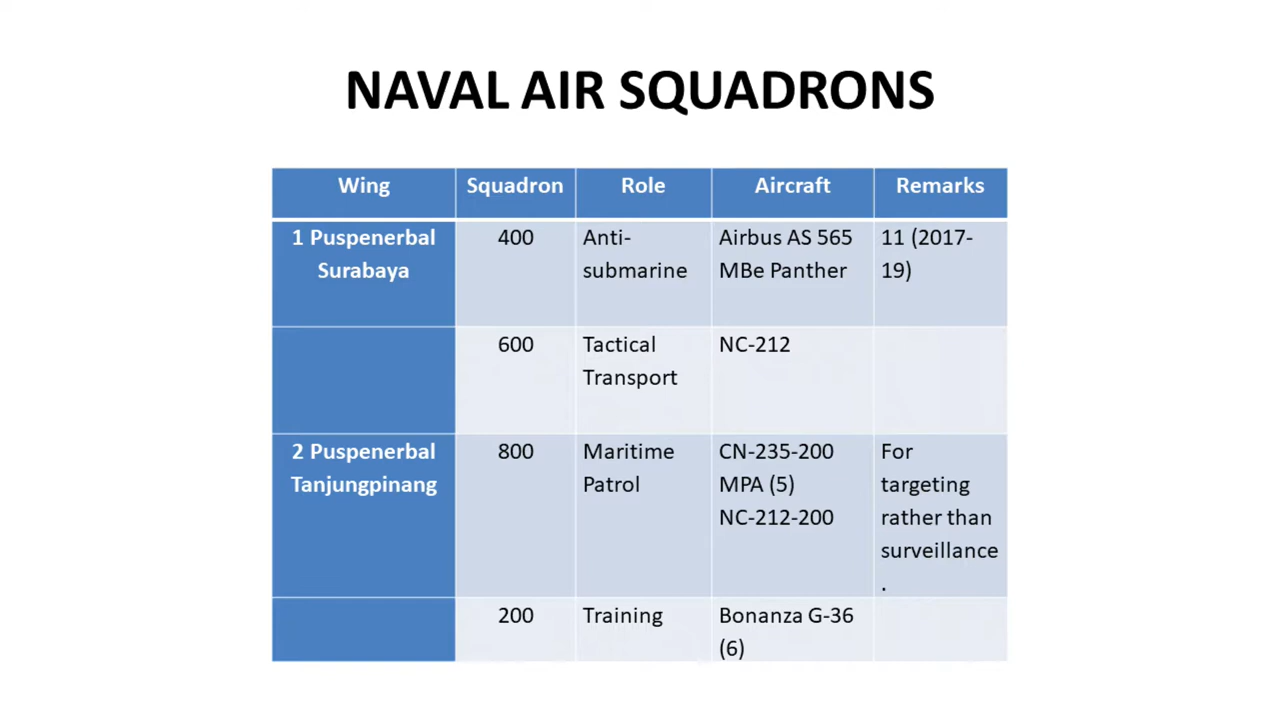 NAVAL AIR SQUADRONS
Wing Squadron Role Aircraft Remarks
1 Puspenerbal 400 Anti- Airbus AS 565 11 (2017-
Surabaya submarine MBe Panther 19)
600 Tactical NC-212
Transport
2 Puspenerbal 800 Maritime CN-235-200 For
Tanjungpinang Patrol MPA (5) targeting
NC-212-200 rather than
surveillance
.
200 Training Bonanza G-36
(6)